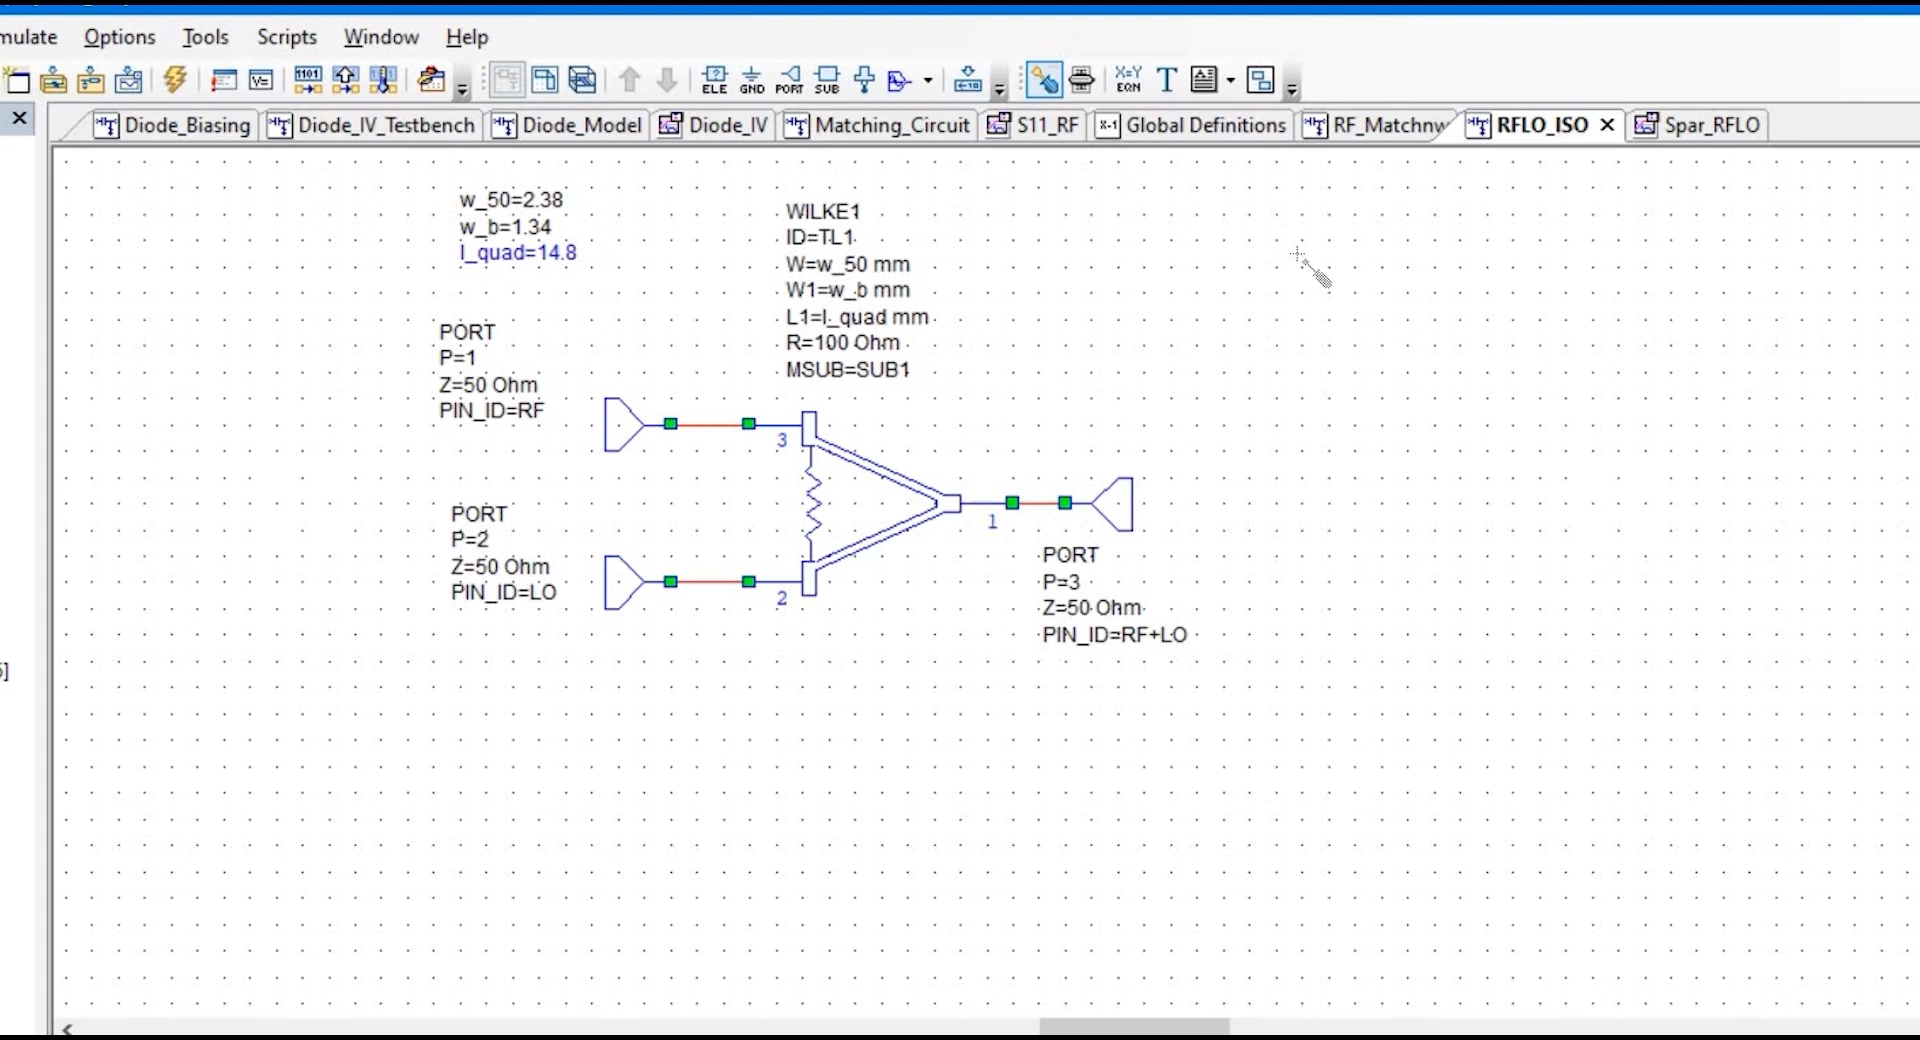 mulate Options Tools Scripts Window Help
1101
V=
ELE GND PORT SUB
X=Y
EQN
T
Diode_Biasing Diode_IV_Testbench Diode_Model Diode_IV Matching_Circuit S11_RF Global Definitions RF_Matchnw RFLO_ISO Spar_RFLO
w_50=2.38
w_b=1.34
l_quad=14.8
WILKE1
ID=TL1
W=w_50 mm
W1=w_b mm
L1=l_quad mm
R=100 Ohm
MSUB=SUB1
PORT
P=1
Z=50 Ohm
PIN_ID=RF
3
PORT
P=2
Z=50 Ohm
PIN_ID=LO
2
1
PORT
P=3
Z=50 Ohm
PIN_ID=RF+LO